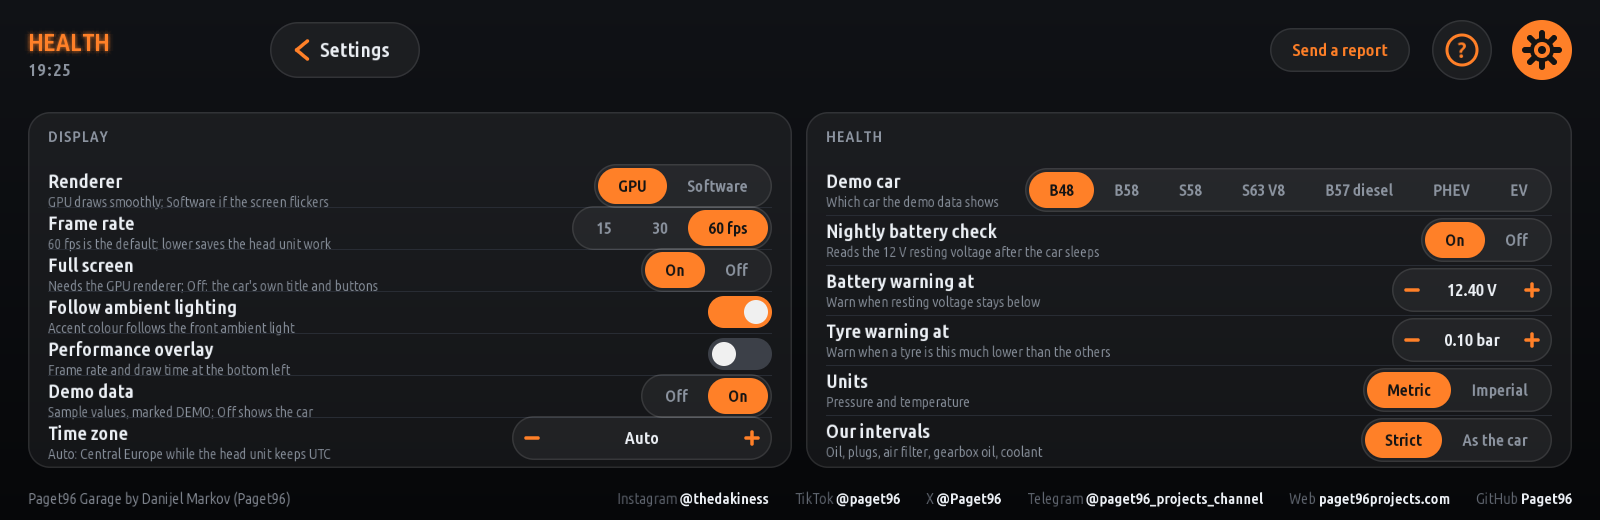 HEALTH
19:25
Settings
Send a report
?
DISPLAY
Renderer
GPU draws smoothly; Software if the screen flickers
GPU Software
Frame rate
60 fps is the default; lower saves the head unit work
15 30 60 fps
Full screen
Needs the GPU renderer; Off: the car's own title and buttons
On Off
Follow ambient lighting
Accent colour follows the front ambient light
Performance overlay
Frame rate and draw time at the bottom left
Demo data
Sample values, marked DEMO; Off shows the car
Off On
Time zone
Auto: Central Europe while the head unit keeps UTC
− Auto +
HEALTH
Demo car
Which car the demo data shows
B48 B58 S58 S63 V8 B57 diesel PHEV EV
Nightly battery check
Reads the 12 V resting voltage after the car sleeps
On Off
Battery warning at
Warn when resting voltage stays below
− 12.40 V +
Tyre warning at
Warn when a tyre is this much lower than the others
− 0.10 bar +
Units
Pressure and temperature
Metric Imperial
Our intervals
Oil, plugs, air filter, gearbox oil, coolant
Strict As the car
Paget96 Garage by Danijel Markov (Paget96)
Instagram @thedakiness TikTok @paget96 X @Paget96 Telegram @paget96_projects_channel Web paget96projects.com GitHub Paget96